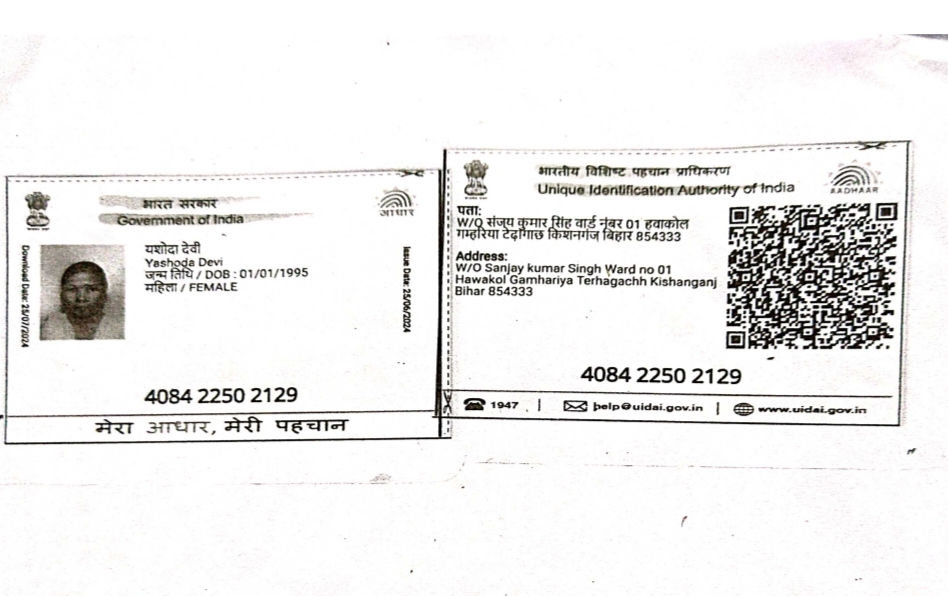 भारत सरकार
Government of India
आधार
Download Date: 25/07/2024
यशोदा देवी
Yashoda Devi
जन्म तिथि / DOB : 01/01/1995
महिला / FEMALE
Issue Date: 25/06/2024
4084 2250 2129
मेरा आधार, मेरी पहचान
भारतीय विशिष्ट पहचान प्राधिकरण
Unique Identification Authority of India
AADHAAR
पता:
W/O संजय कुमार सिंह वार्ड नंबर 01 हवाकोल
गम्हरिया टेढ़ागाछ किशनगंज बिहार 854333
Address:
W/O Sanjay kumar Singh Ward no 01
Hawakol Gamhariya Terhagachh Kishanganj
Bihar 854333
4084 2250 2129
1947 | help@uidai.gov.in | www.uidai.gov.in